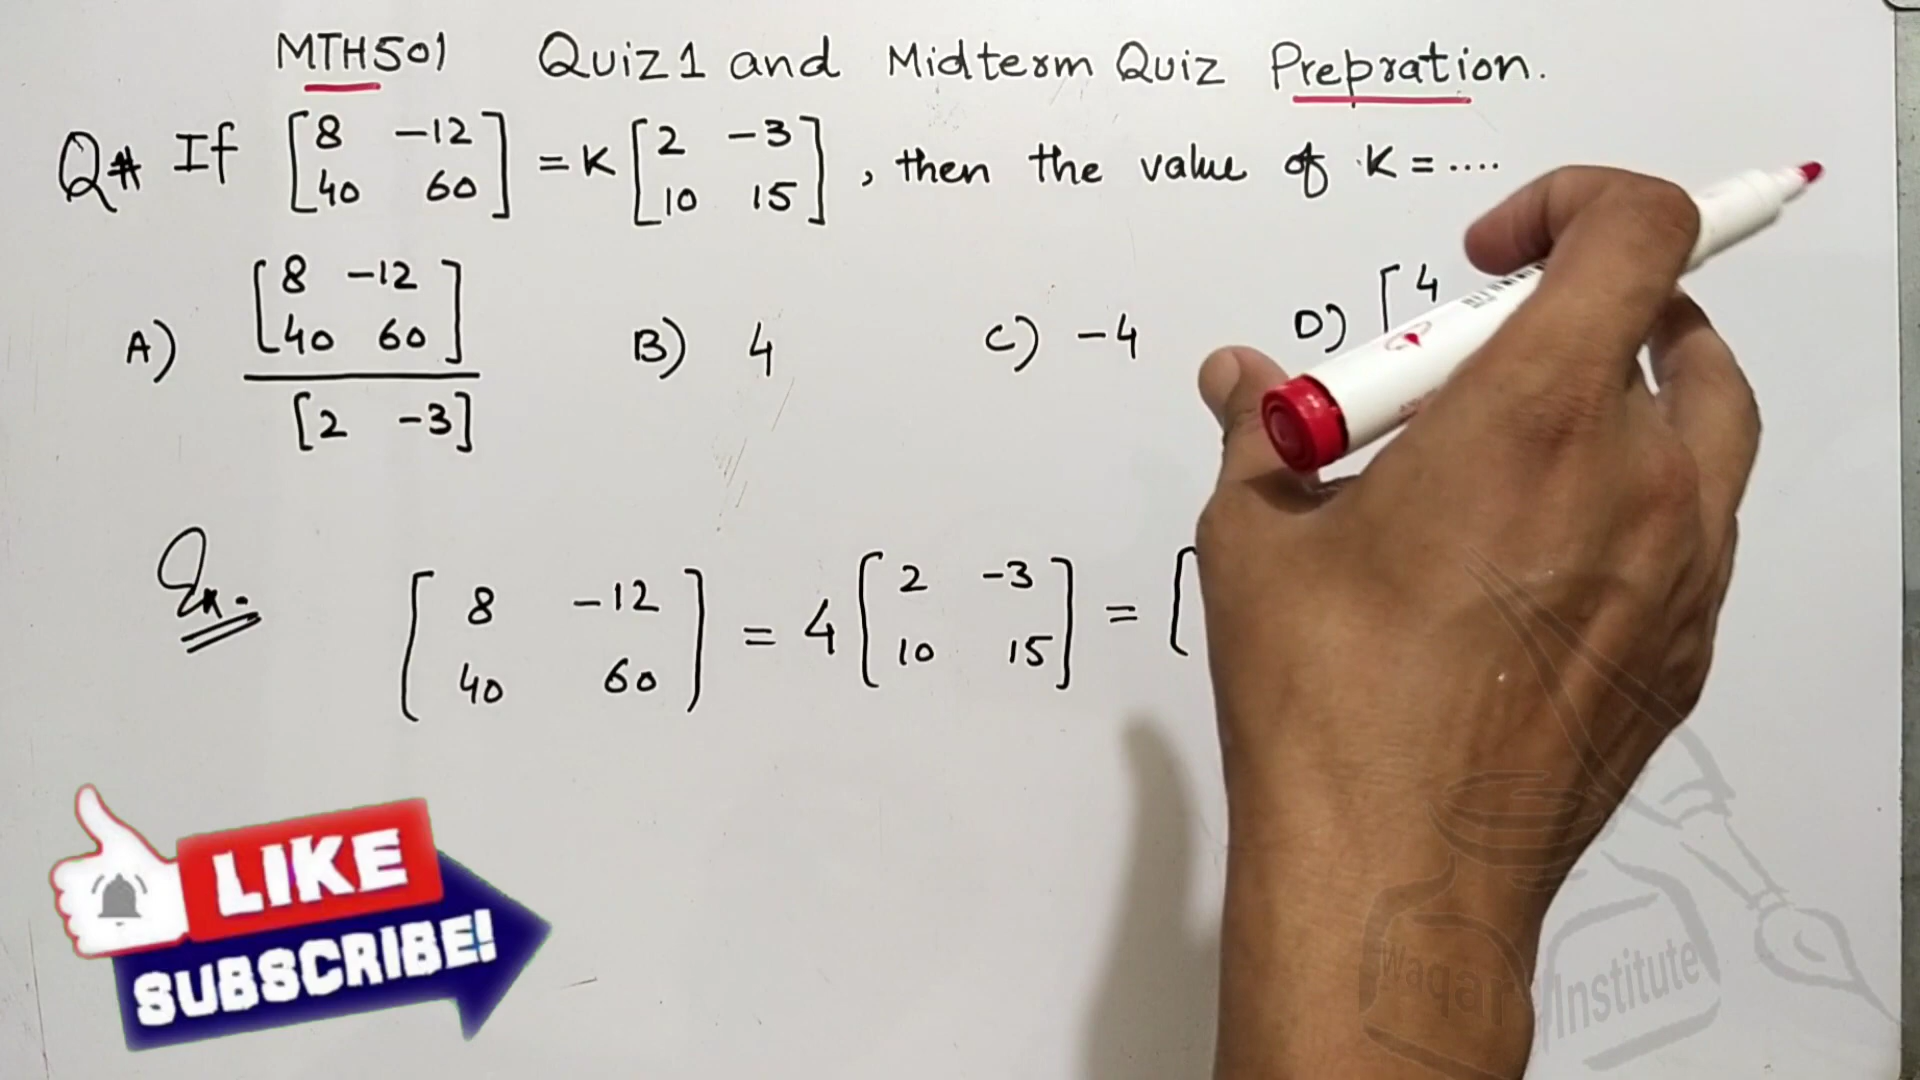 MTH501 Quiz1 and Midterm Quiz Prepration.
Q# If [8 -12
40 60] = K [2 -3
10 15], then the value of K = ....
A) [8 -12
40 60]
[2 -3]
B) 4
C) -4
D) [4
Ex. [8 -12
40 60] = 4 [2 -3
10 15] = [
LIKE
SUBSCRIBE!
Waqar Institute